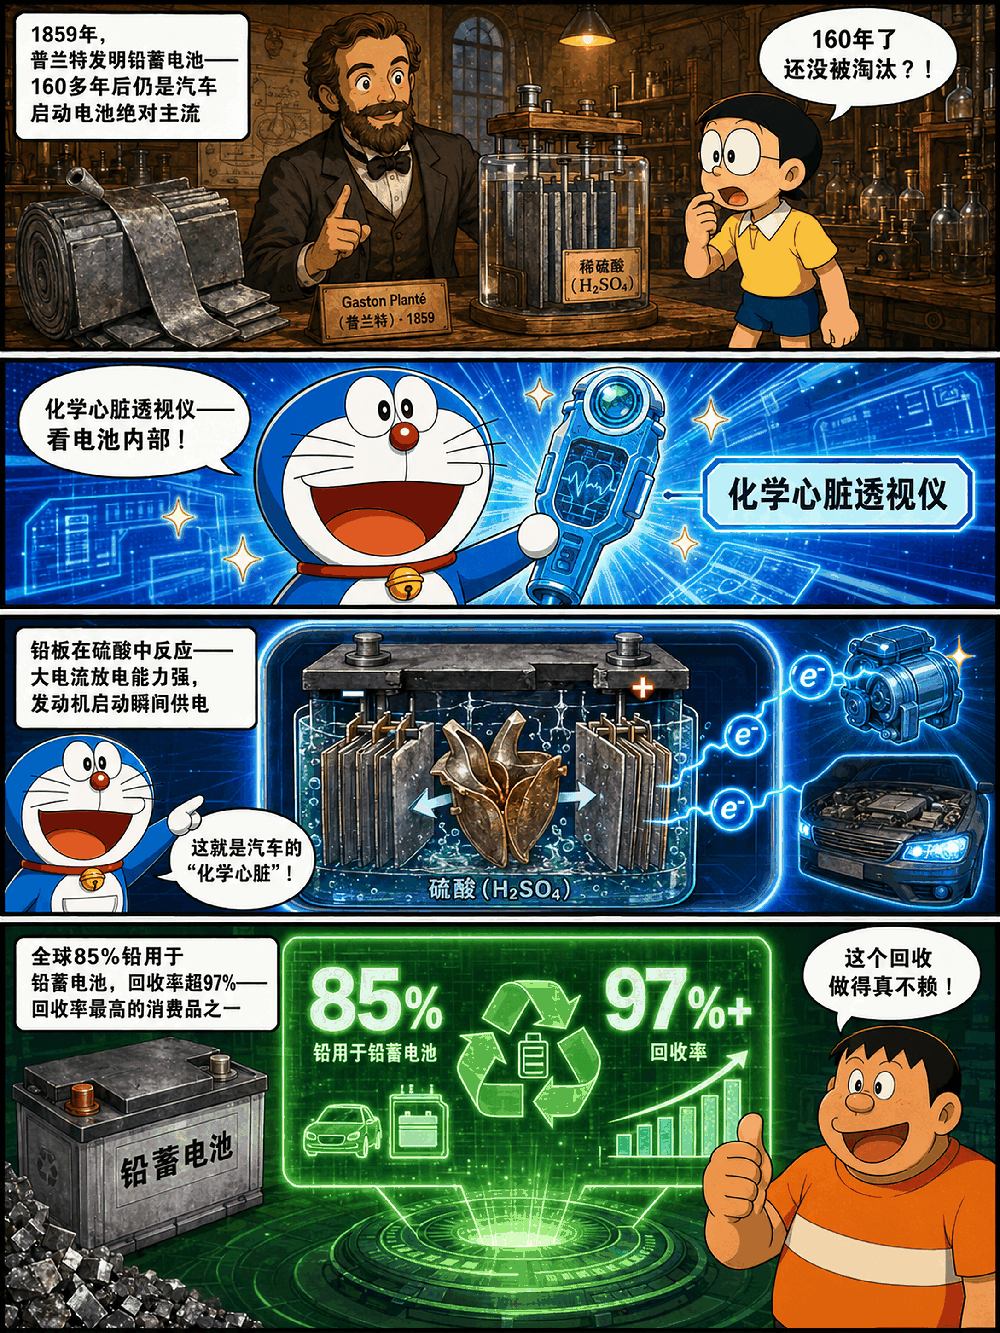 1859年，
普兰特发明铅蓄电池——
160多年后仍是汽车
启动电池绝对主流
160年了
还没被淘汰？！
稀硫酸
（H₂SO₄）
Gaston Planté
（普兰特）· 1859
化学心脏透视仪——
看电池内部！
化学心脏透视仪
铅板在硫酸中反应——
大电流放电能力强，
发动机启动瞬间供电
−
+
e⁻
e⁻
e⁻
这就是汽车的
“化学心脏”！
硫酸（H₂SO₄）
全球85%铅用于
铅蓄电池，回收率超97%——
回收率最高的消费品之一
85%
铅用于铅蓄电池
97%+
回收率
这个回收
做得真不赖！
铅蓄电池